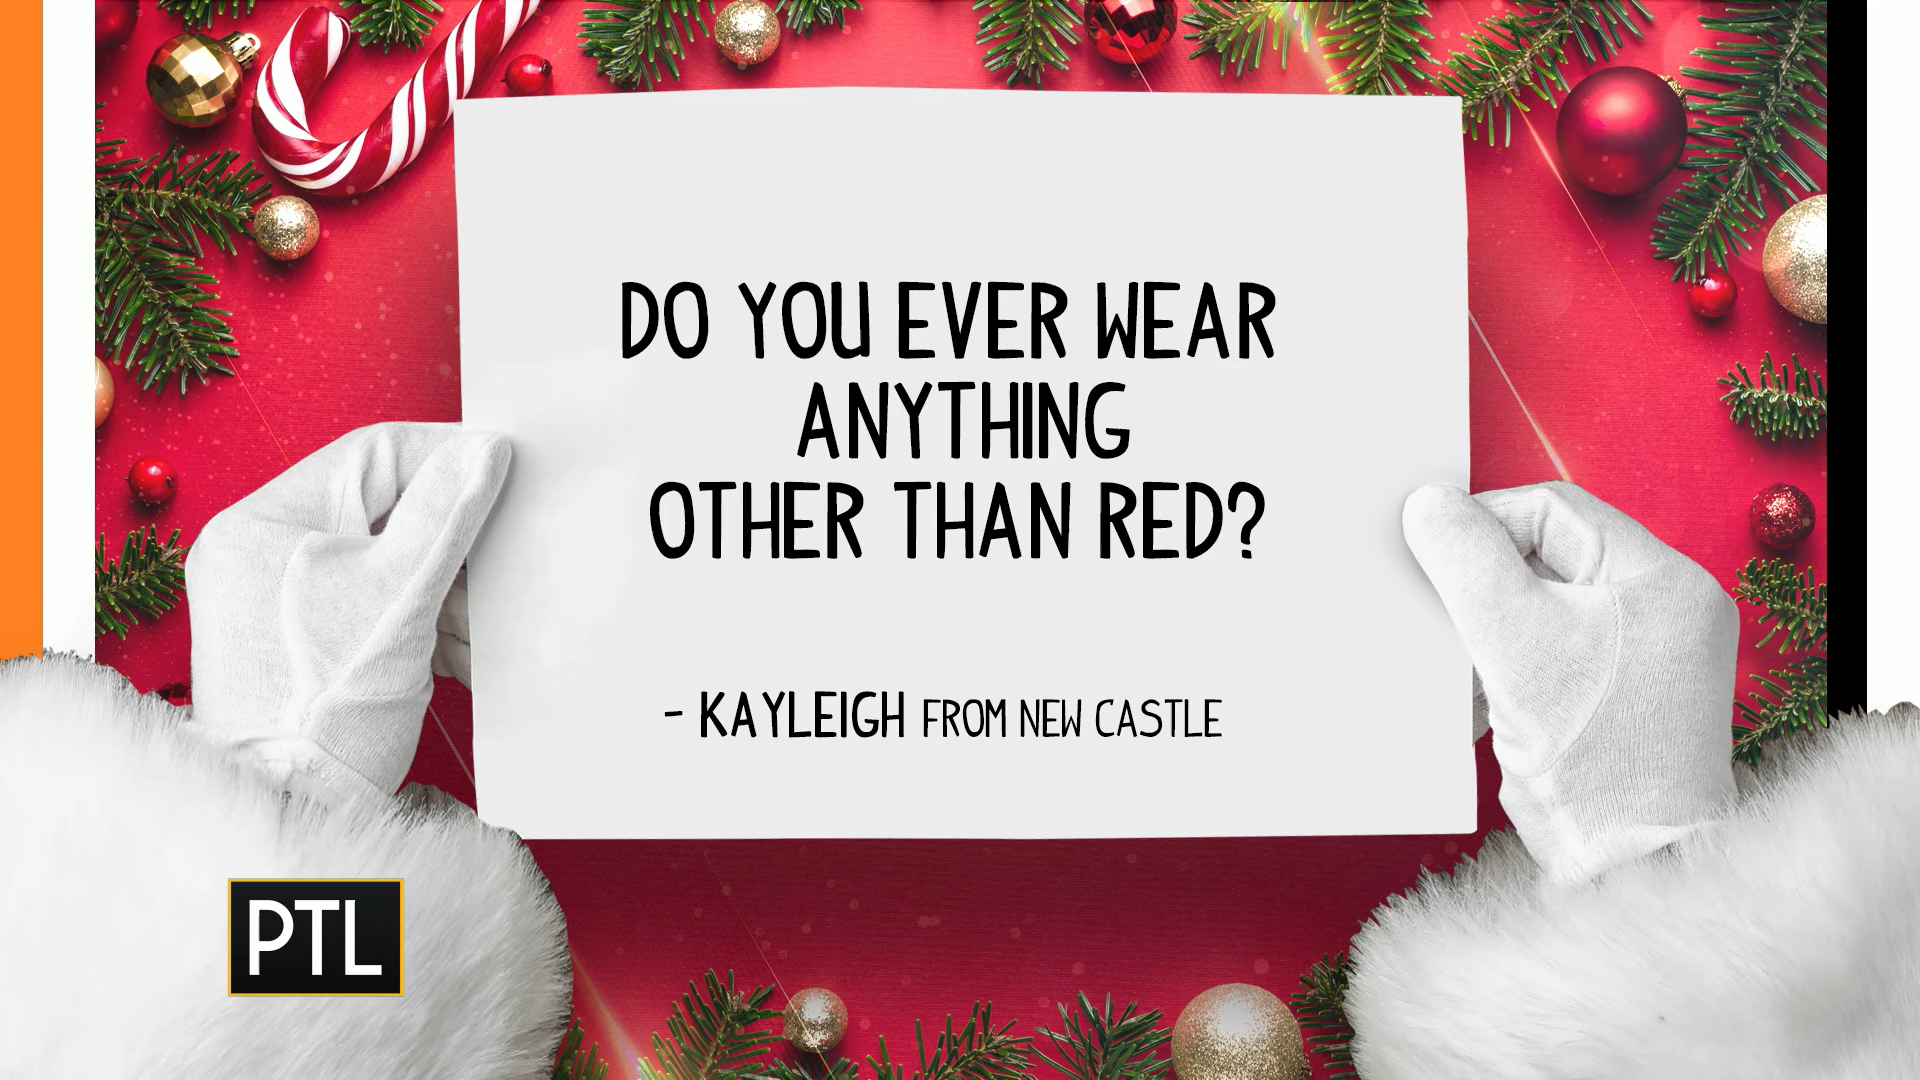 DO YOU EVER WEAR
ANYTHING
OTHER THAN RED?
- KAYLEIGH FROM NEW CASTLE
PTL